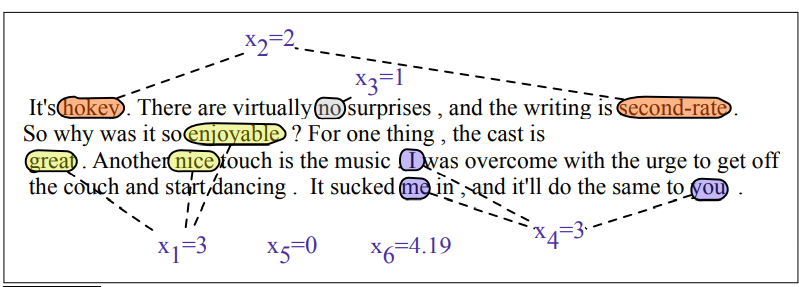 x2=2
x3=1
It's hokey . There are virtually no surprises , and the writing is second-rate .
So why was it so enjoyable ? For one thing , the cast is
great . Another nice touch is the music . I was overcome with the urge to get off
the couch and start dancing . It sucked me in , and it'll do the same to you .
x1=3 x5=0 x6=4.19 x4=3